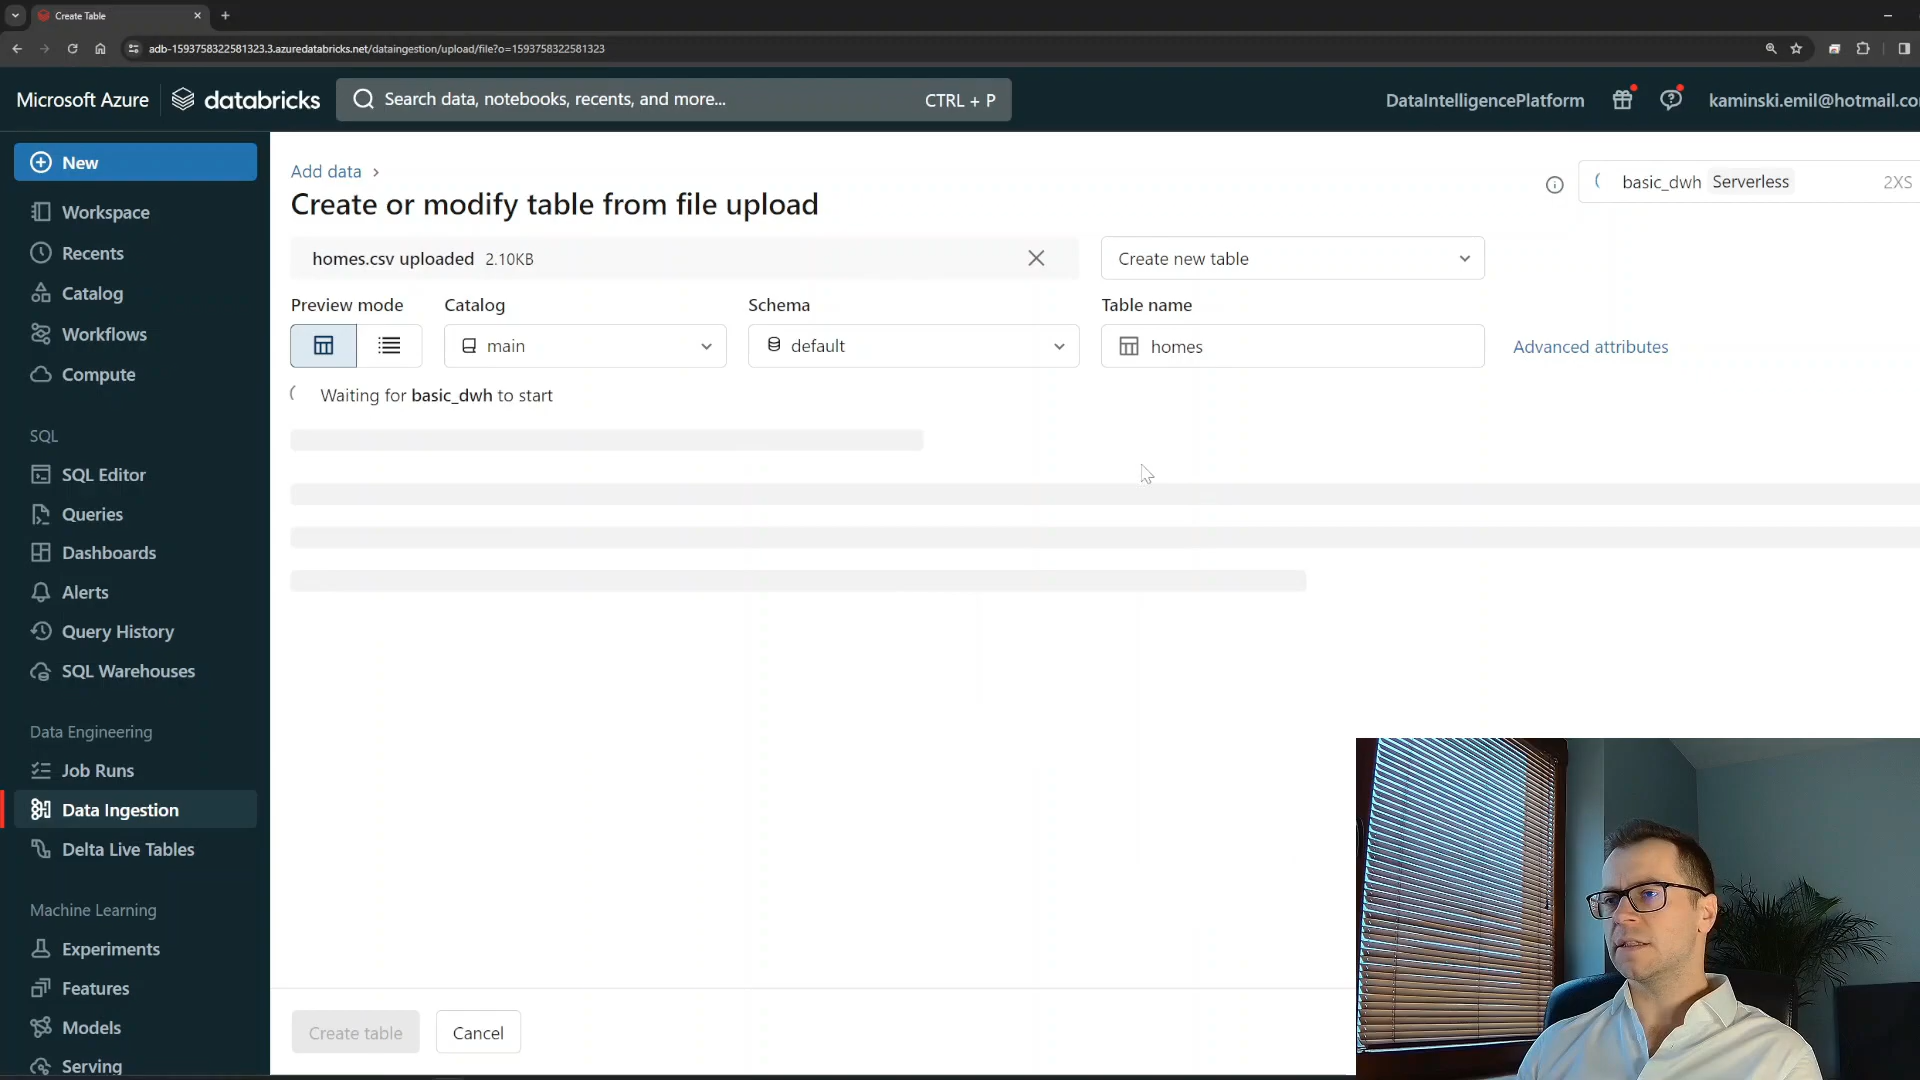 Create Table
adb-1593758322581323.3.azuredatabricks.net/dataingestion/upload/file?o=1593758322581323
Microsoft Azure
databricks
Search data, notebooks, recents, and more...
CTRL + P
DataIntelligencePlatform
kaminski.emil@hotmail.co
New
Workspace
Recents
Catalog
Workflows
Compute
SQL
SQL Editor
Queries
Dashboards
Alerts
Query History
SQL Warehouses
Data Engineering
Job Runs
Data Ingestion
Delta Live Tables
Machine Learning
Experiments
Features
Models
Serving
Add data
Create or modify table from file upload
basic_dwh Serverless 2XS
homes.csv uploaded 2.10KB
Create new table
Preview mode
Catalog
Schema
Table name
main
default
homes
Advanced attributes
Waiting for basic_dwh to start
Create table
Cancel